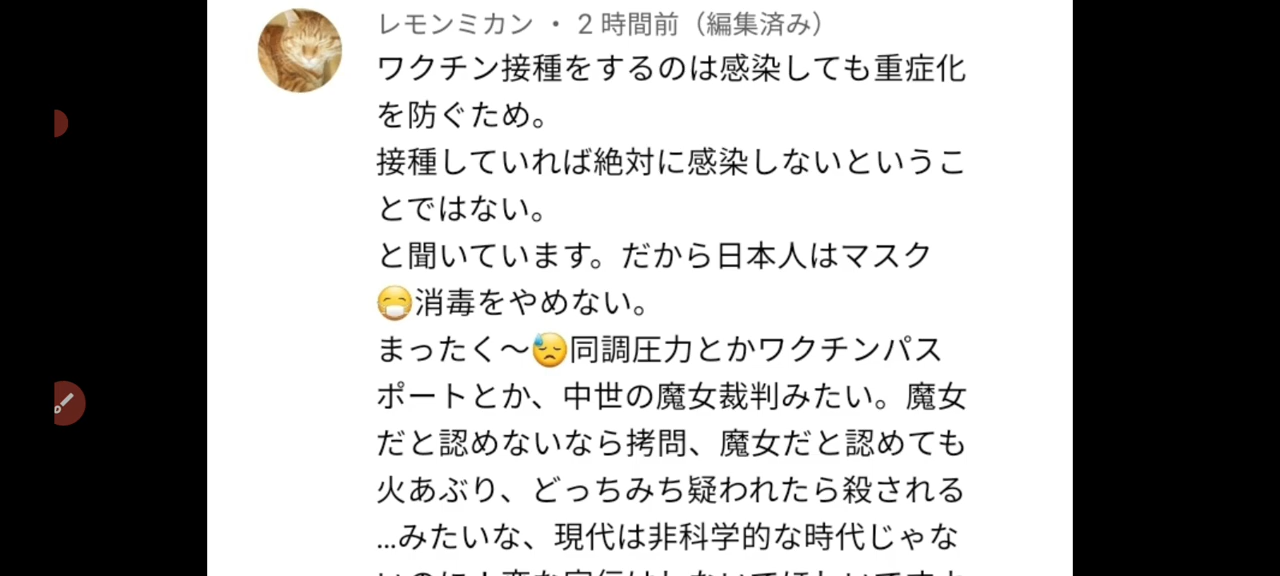 レモンミカン ・ 2 時間前（編集済み）
ワクチン接種をするのは感染しても重症化
を防ぐため。
接種していれば絶対に感染しないというこ
とではない。
と聞いています。だから日本人はマスク
😷消毒をやめない。
まったく〜😓同調圧力とかワクチンパス
ポートとか、中世の魔女裁判みたい。魔女
だと認めないなら拷問、魔女だと認めても
火あぶり、どっちみち疑われたら殺される
...みたいな、現代は非科学的な時代じゃな